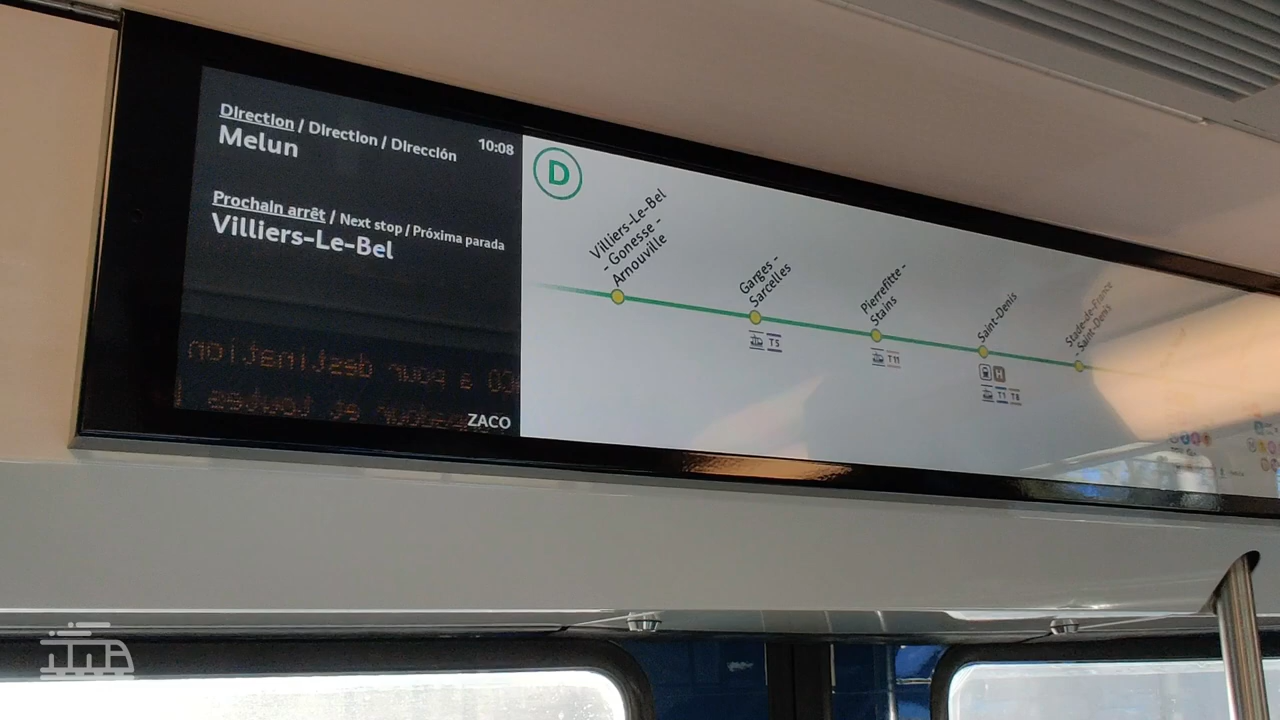 Direction / Direction / Dirección
Melun
10:08
Prochain arrêt / Next stop / Próxima parada
Villiers-Le-Bel
ZACO
D
Villiers-Le-Bel
- Gonesse -
Arnouville
Garges -
Sarcelles
T5
Pierrefitte -
Stains
T11
Saint-Denis
H
T1 T8
Stade-de-France
- Saint-Denis